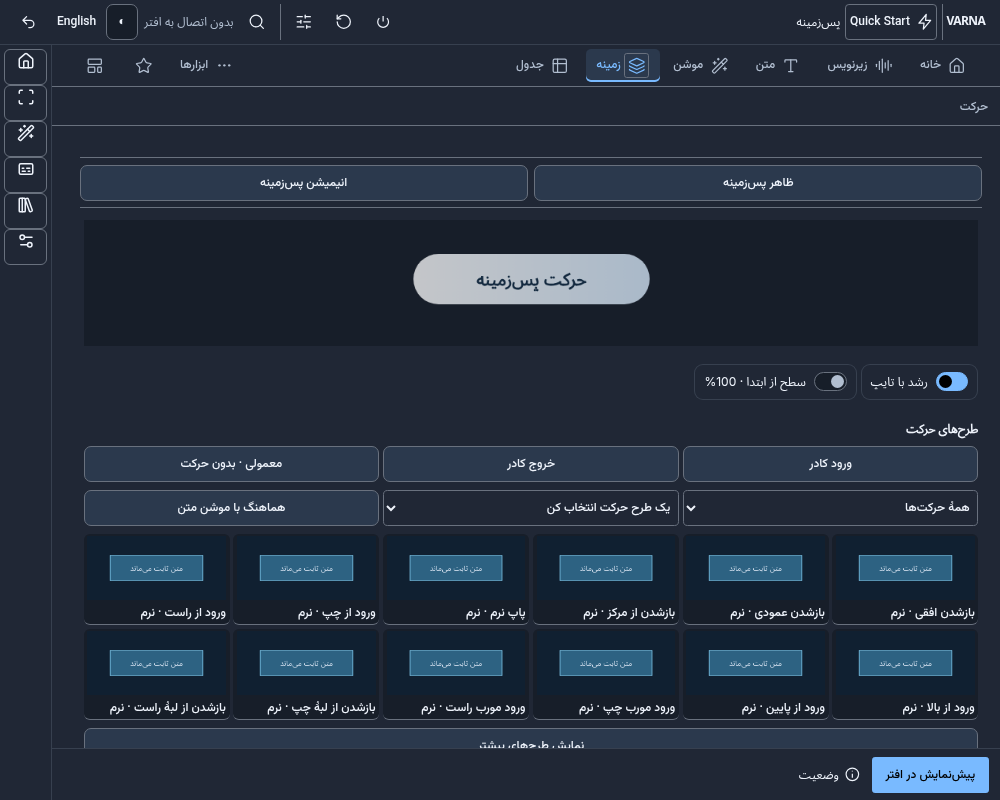 VARNA
Quick Start
پس‌زمینه
بدون اتصال به افتر
English
خانه
زیرنویس
متن
موشن
زمینه
جدول
ابزارها
حرکت
ظاهر پس‌زمینه
انیمیشن پس‌زمینه
حرکت پس‌زمینه
رشد با تایپ
سطح از ابتدا · 100%
طرح‌های حرکت
ورود کادر
خروج کادر
معمولی · بدون حرکت
همهٔ حرکت‌ها
یک طرح حرکت انتخاب کن
هماهنگ با موشن متن
متن ثابت می‌ماند
متن ثابت می‌ماند
متن ثابت می‌ماند
متن ثابت می‌ماند
متن ثابت می‌ماند
متن ثابت می‌ماند
بازشدن افقی · نرم
بازشدن عمودی · نرم
بازشدن از مرکز · نرم
پاپ نرم · نرم
ورود از چپ · نرم
ورود از راست · نرم
متن ثابت می‌ماند
متن ثابت می‌ماند
متن ثابت می‌ماند
متن ثابت می‌ماند
متن ثابت می‌ماند
متن ثابت می‌ماند
ورود از بالا · نرم
ورود از پایین · نرم
ورود مورب چپ · نرم
ورود مورب راست · نرم
بازشدن از لبهٔ چپ · نرم
بازشدن از لبهٔ راست · نرم
نمایش طرح‌های بیشتر
پیش‌نمایش در افتر
وضعیت